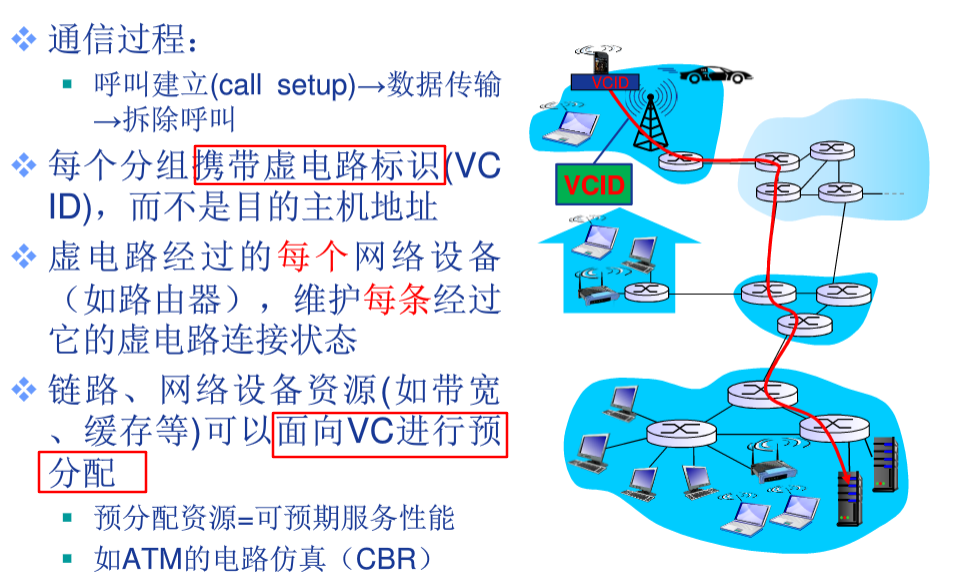 通信过程：
呼叫建立(call setup)→数据传输
→拆除呼叫
每个分组携带虚电路标识(VC
ID)，而不是目的主机地址
虚电路经过的每个网络设备
（如路由器），维护每条经过
它的虚电路连接状态
链路、网络设备资源(如带宽
、缓存等)可以面向VC进行预
分配
预分配资源=可预期服务性能
如ATM的电路仿真（CBR）
VCID
VCID